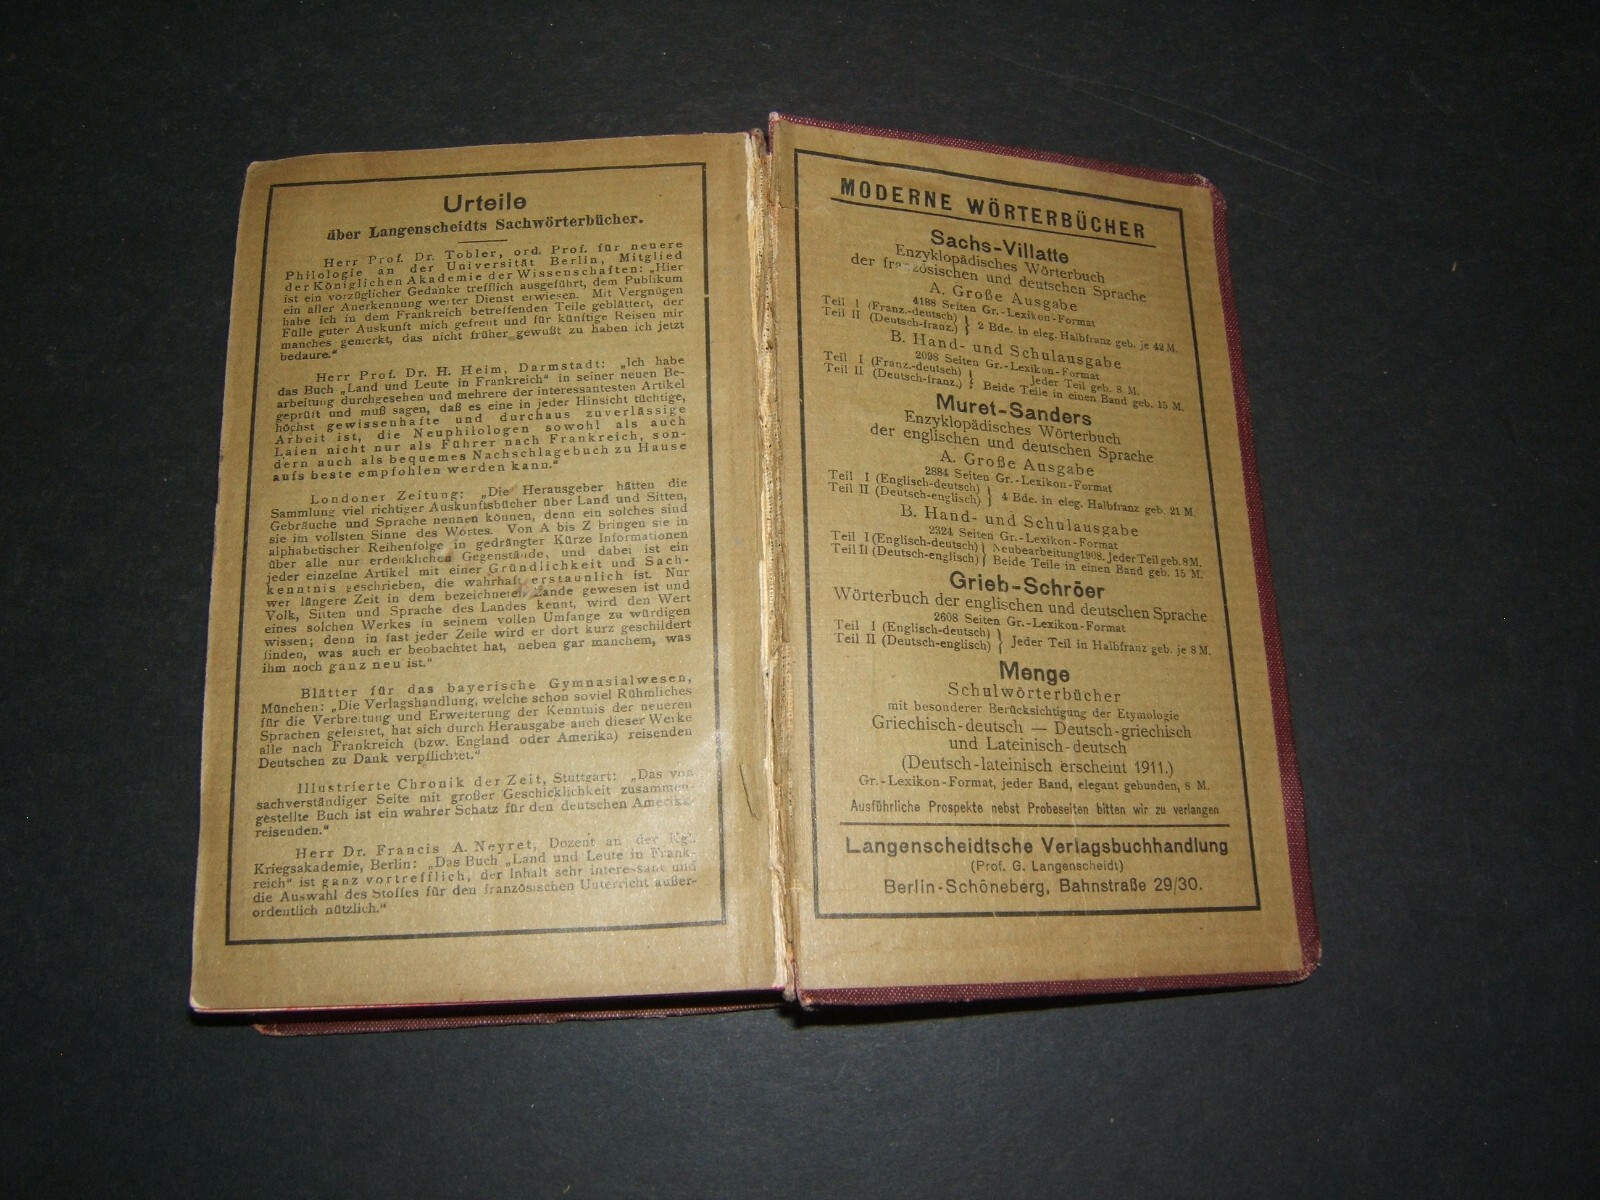 Urteile
über Langenscheidts Sachwörterbücher.
Herr Prof. Dr. Tobler, ord. Prof. für neuere
Philologie an der Universität Berlin, Mitglied
der Königlichen Akademie der Wissenschaften: „Hier
ist ein vorzüglicher Gedanke trefflich ausgeführt, dem Publikum
ein aller Anerkennung werter Dienst erwiesen. Mit Vergnügen
habe ich in dem Frankreich betreffenden Teile geblättert, der
Fülle guter Auskunft mich gefreut und für künftige Reisen mir
manches gemerkt, das nicht früher gewußt zu haben ich jetzt
bedaure.“
Herr Prof. Dr. H. Heim, Darmstadt: „Ich habe
das Buch „Land und Leute in Frankreich“ in seiner neuen Be-
arbeitung durchgesehen und mehrere der interessantesten Artikel
geprüft und muß sagen, daß es eine in jeder Hinsicht tüchtige,
höchst gewissenhafte und durchaus zuverlässige
Arbeit ist, die Neuphilologen sowohl als auch
Laien nicht nur als Führer nach Frankreich, son-
dern auch als bequemes Nachschlagebuch zu Hause
aufs beste empfohlen werden kann.“
Londoner Zeitung: „Die Herausgeber hätten die
Sammlung viel richtiger Auskunftsbücher über Land und Sitten,
Gebräuche und Sprache nennen können, denn ein solches sind
sie im vollsten Sinne des Wortes. Von A bis Z bringen sie in
alphabetischer Reihenfolge in gedrängter Kürze Informationen
über alle nur erdenklichen Gegenstände, und dabei ist ein
jeder einzelne Artikel mit einer Gründlichkeit und Sach-
kenntnis geschrieben, die wahrhaft erstaunlich ist. Nur
wer längere Zeit in dem bezeichneten Lande gewesen ist und
Volk, Sitten und Sprache des Landes kennt, wird den Wert
eines solchen Werkes in seinem vollen Umfange zu würdigen
wissen; denn in fast jeder Zeile wird er dort kurz geschildert
finden, was auch er beobachtet hat, neben gar manchem, was
ihm noch ganz neu ist.“
Blätter für das bayerische Gymnasialwesen,
München: „Die Verlagshandlung, welche schon soviel Rühmliches
für die Verbreitung und Erweiterung der Kenntnis der neueren
Sprachen geleistet, hat sich durch Herausgabe auch dieser Werke
alle nach Frankreich (bzw. England oder Amerika) reisenden
Deutschen zu Dank verpflichtet.“
Illustrierte Chronik der Zeit, Stuttgart: „Das von
sachverständiger Seite mit großer Geschicklichkeit zusammen-
gestellte Buch ist ein wahrer Schatz für den deutschen Amerika-
reisenden.“
Herr Dr. Francis A. Neyret, Dozent an der Kgl.
Kriegsakademie, Berlin: „Das Buch „Land und Leute in Frank-
reich“ ist ganz vortrefflich, der Inhalt sehr interessant und
die Auswahl des Stoffes für den französischen Unterricht außer-
ordentlich nützlich.“
MODERNE WÖRTERBÜCHER
Sachs-Villatte
Enzyklopädisches Wörterbuch
der französischen und deutschen Sprache
A. Große Ausgabe
4188 Seiten Gr.-Lexikon-Format
Teil I (Franz.-deutsch) } 2 Bde. in eleg. Halbfranz geb. je 42 M.
Teil II (Deutsch-franz.)
B. Hand- und Schulausgabe
2098 Seiten Gr.-Lexikon-Format
Teil I (Franz.-deutsch) } Jeder Teil geb. 8 M.
Teil II (Deutsch-franz.) } Beide Teile in einen Band geb. 15 M.
Muret-Sanders
Enzyklopädisches Wörterbuch
der englischen und deutschen Sprache
A. Große Ausgabe
2884 Seiten Gr.-Lexikon-Format
Teil I (Englisch-deutsch) } 4 Bde. in eleg. Halbfranz geb. 21 M.
Teil II (Deutsch-englisch)
B. Hand- und Schulausgabe
2324 Seiten Gr.-Lexikon-Format
Teil I (Englisch-deutsch) } Neubearbeitung 1908. Jeder Teil geb. 8 M.
Teil II (Deutsch-englisch) } Beide Teile in einen Band geb. 15 M.
Grieb-Schröer
Wörterbuch der englischen und deutschen Sprache
2608 Seiten Gr.-Lexikon-Format
Teil I (Englisch-deutsch) } Jeder Teil in Halbfranz geb. je 8 M.
Teil II (Deutsch-englisch)
Menge
Schulwörterbücher
mit besonderer Berücksichtigung der Etymologie
Griechisch-deutsch — Deutsch-griechisch
und Lateinisch-deutsch
(Deutsch-lateinisch erscheint 1911.)
Gr.-Lexikon-Format, jeder Band, elegant gebunden, 8 M.
Ausführliche Prospekte nebst Probeseiten bitten wir zu verlangen
Langenscheidtsche Verlagsbuchhandlung
(Prof. G. Langenscheidt)
Berlin-Schöneberg, Bahnstraße 29/30.